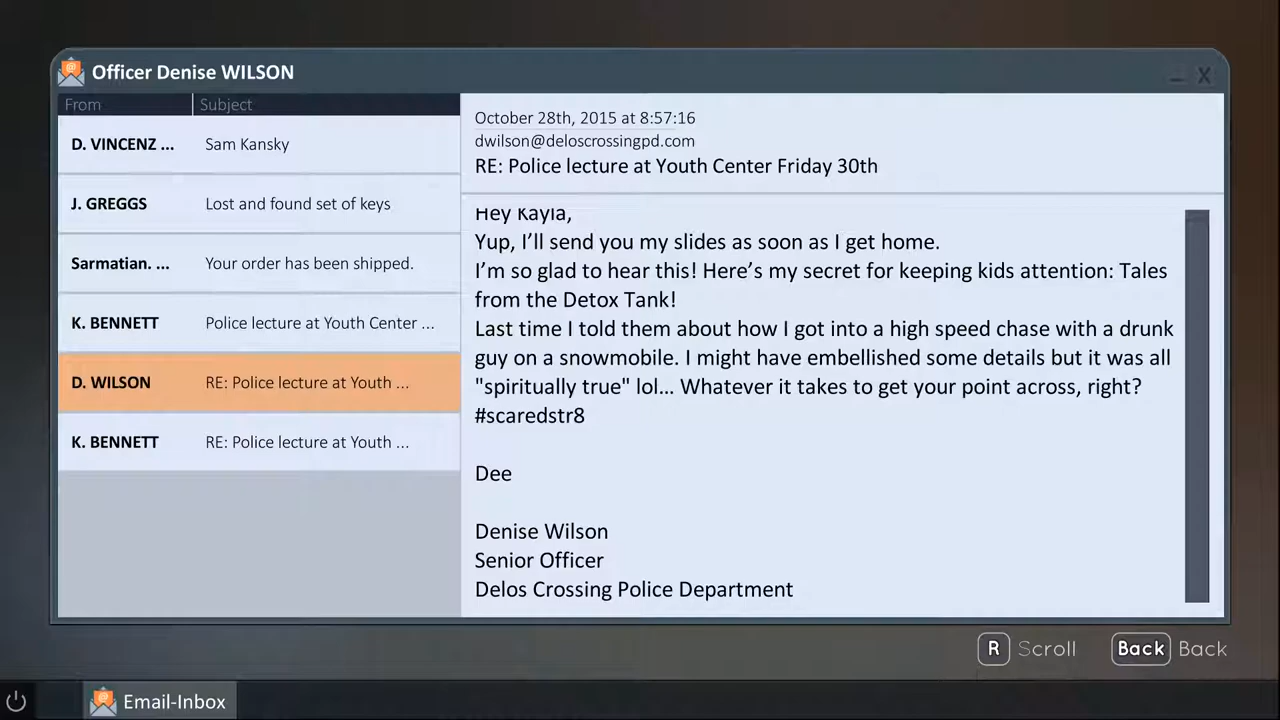 Officer Denise WILSON
From Subject
D. VINCENZ ... Sam Kansky
J. GREGGS Lost and found set of keys
Sarmatian. ... Your order has been shipped.
K. BENNETT Police lecture at Youth Center ...
D. WILSON RE: Police lecture at Youth ...
K. BENNETT RE: Police lecture at Youth ...
October 28th, 2015 at 8:57:16
dwilson@deloscrossingpd.com
RE: Police lecture at Youth Center Friday 30th
Hey Kayla,
Yup, I'll send you my slides as soon as I get home.
I'm so glad to hear this! Here's my secret for keeping kids attention: Tales
from the Detox Tank!
Last time I told them about how I got into a high speed chase with a drunk
guy on a snowmobile. I might have embellished some details but it was all
"spiritually true" lol... Whatever it takes to get your point across, right?
#scaredstr8
Dee
Denise Wilson
Senior Officer
Delos Crossing Police Department
R Scroll Back Back
Email-Inbox